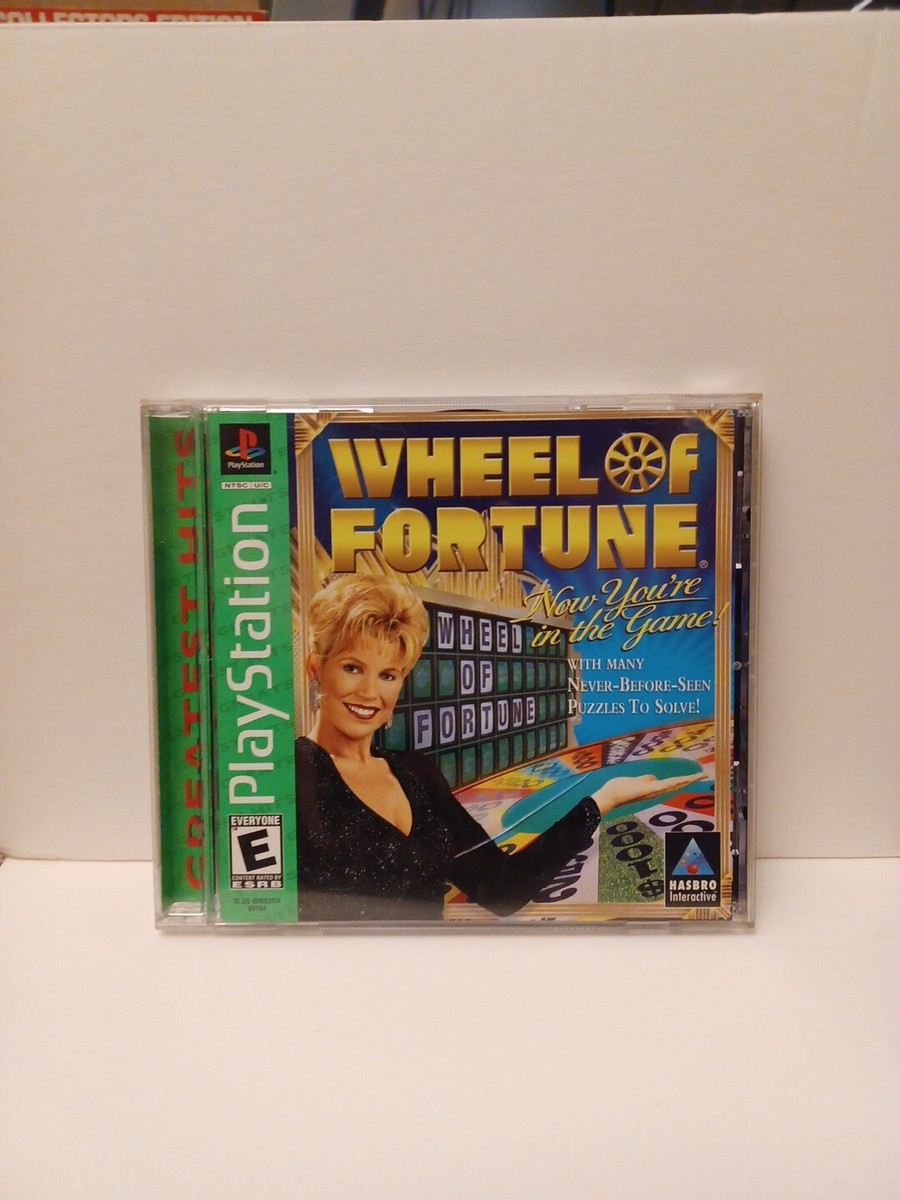 COLLECTORS EDITION
GREATEST HITS
PlayStation
NTSC U/C
PlayStation
EVERYONE
E
CONTENT RATED BY
ESRB
WHEEL OF
FORTUNE®
Now You're
in the Game!
WITH MANY
NEVER-BEFORE-SEEN
PUZZLES TO SOLVE!
WHEEL
OF
FORTUNE
HASBRO
Interactive